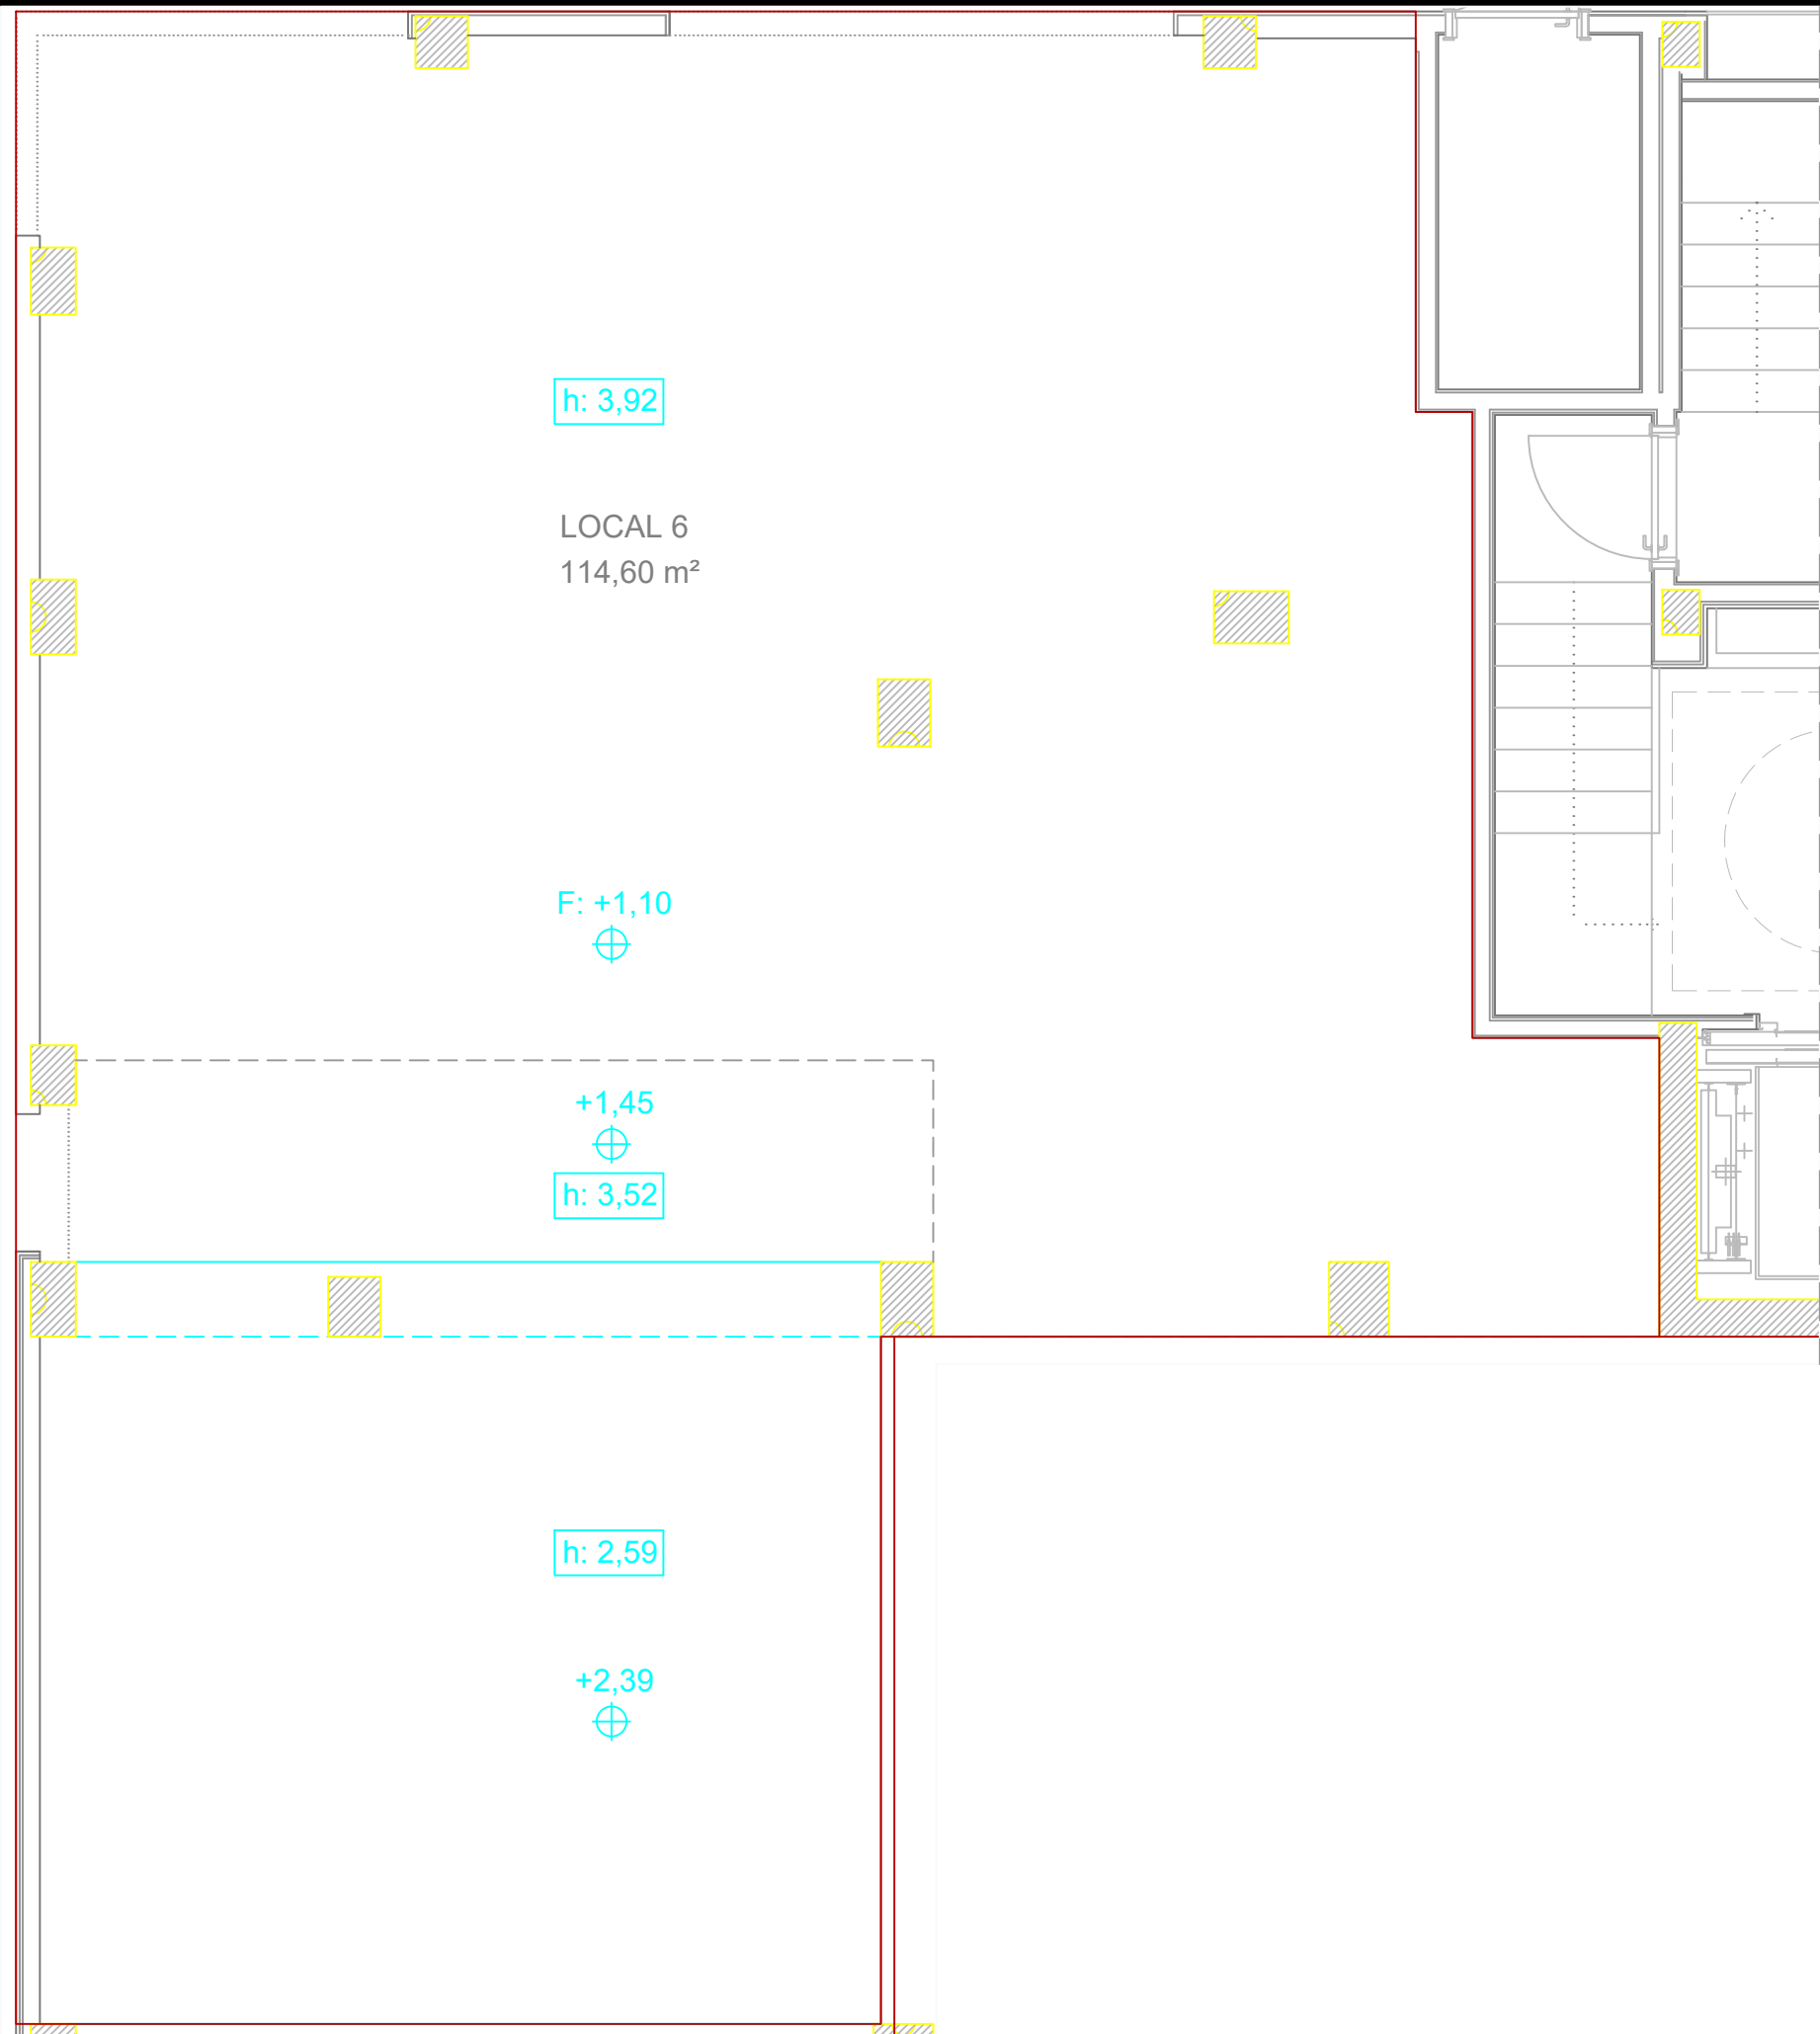 h: 3,92
LOCAL 6
114,60 m²
F: +1,10
+1,45
h: 3,52
h: 2,59
+2,39